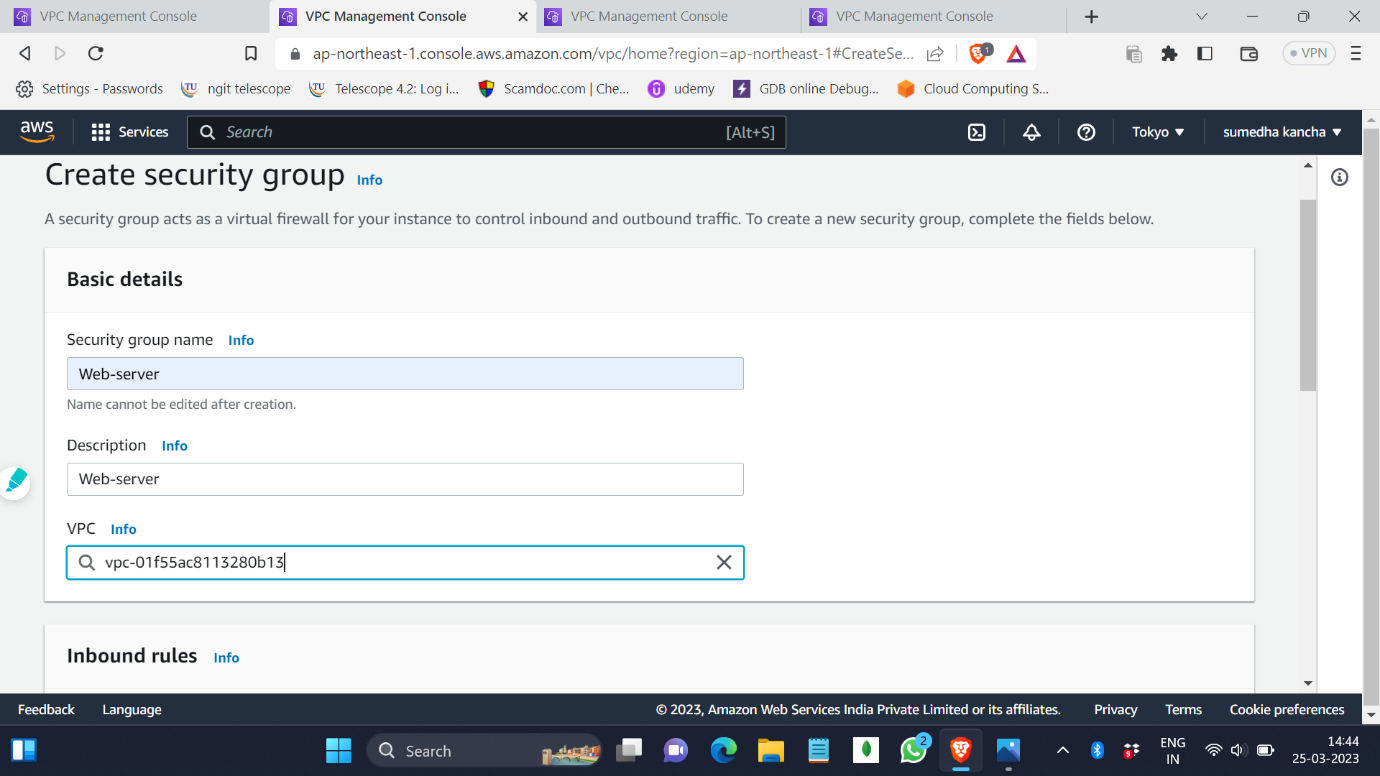 VPC Management Console
VPC Management Console
VPC Management Console
VPC Management Console
ap-northeast-1.console.aws.amazon.com/vpc/home?region=ap-northeast-1#CreateSe...
1
VPN
Settings - Passwords
ngit telescope
Telescope 4.2: Log i...
Scamdoc.com | Che...
udemy
GDB online Debug...
Cloud Computing S...
aws
Services
Search
[Alt+S]
Tokyo
sumedha kancha
Create security group Info
A security group acts as a virtual firewall for your instance to control inbound and outbound traffic. To create a new security group, complete the fields below.
Basic details
Security group name Info
Web-server
Name cannot be edited after creation.
Description Info
Web-server
VPC Info
vpc-01f55ac8113280b13
Inbound rules Info
Feedback
Language
© 2023, Amazon Web Services India Private Limited or its affiliates.
Privacy
Terms
Cookie preferences
Search
2
9
ENG
IN
14:44
25-03-2023